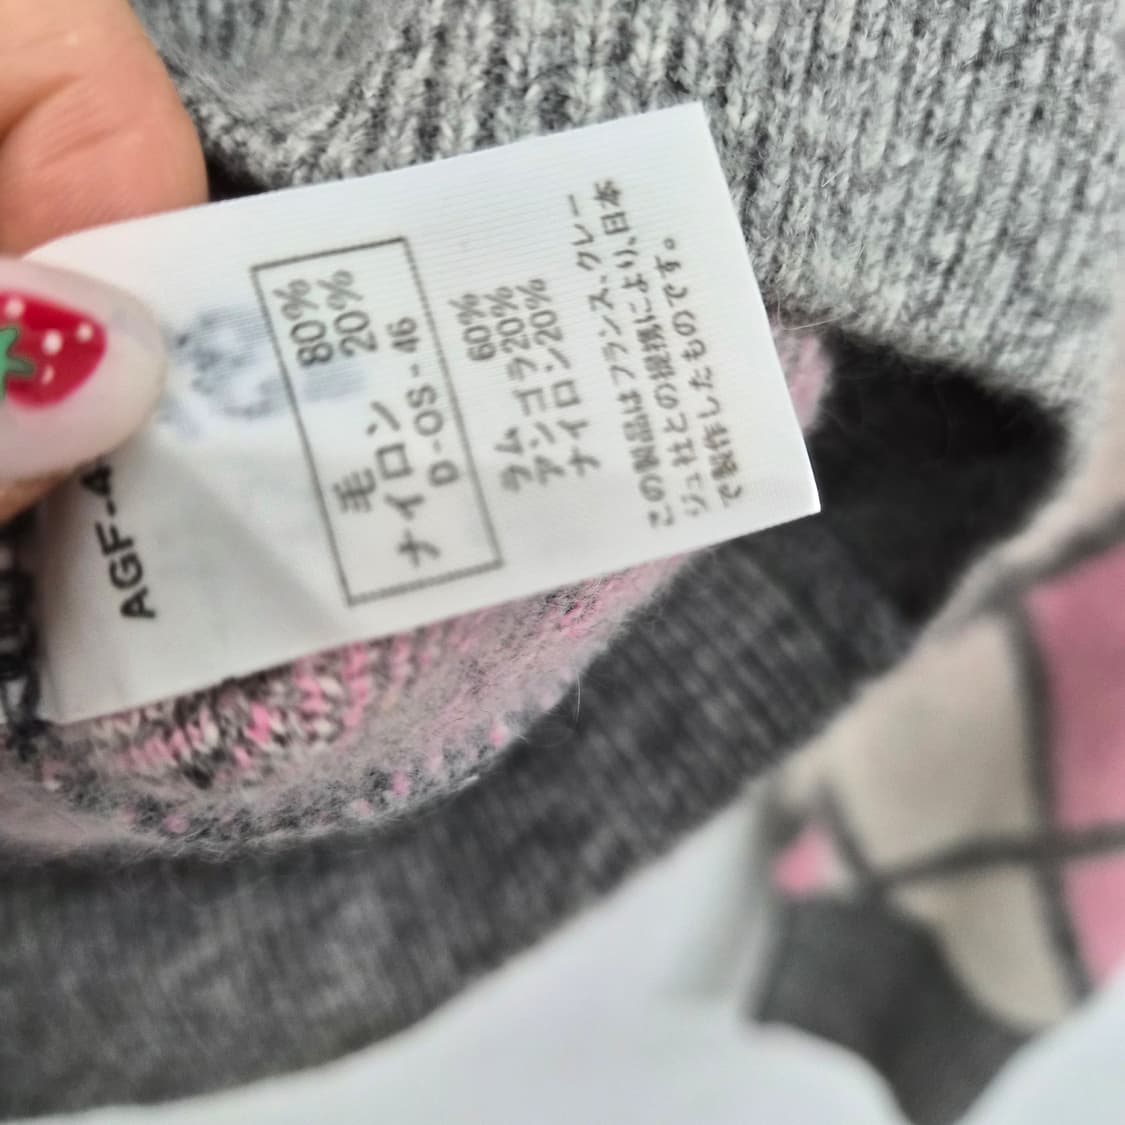 AGF-4
毛 80%
ナイロン 20%
D-OS-46
ラム 60%
アンゴラ 20%
ナイロン 20%
この製品はフランス、クレー
ジュ社との提携により、日本
で製作したものです。